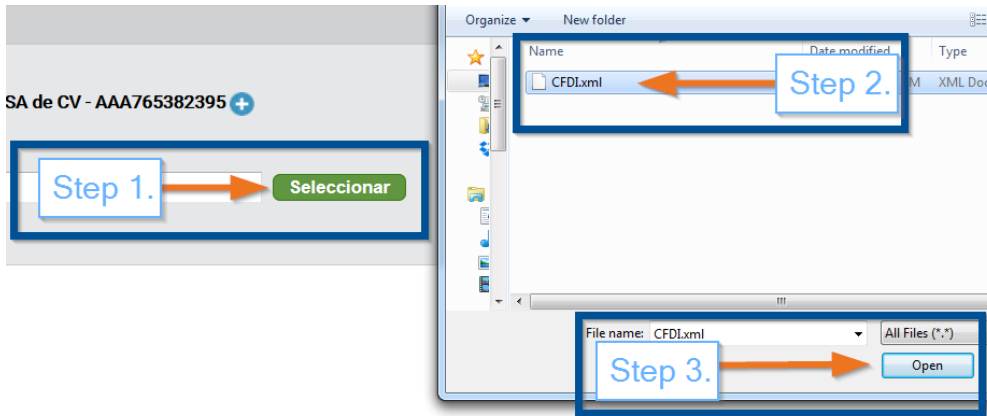 Organize New folder
Name Date modified Type
CFDI.xml M XML Doc
Step 2.
SA de CV - AAA765382395
Step 1. Seleccionar
File name: CFDI.xml All Files (*.*)
Step 3. Open